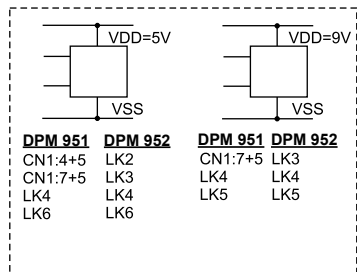 VDD=5V VDD=9V
VSS VSS
DPM 951 DPM 952 DPM 951 DPM 952
CN1:4+5 LK2 CN1:7+5 LK3
CN1:7+5 LK3 LK4 LK4
LK4 LK4 LK5 LK5
LK6 LK6